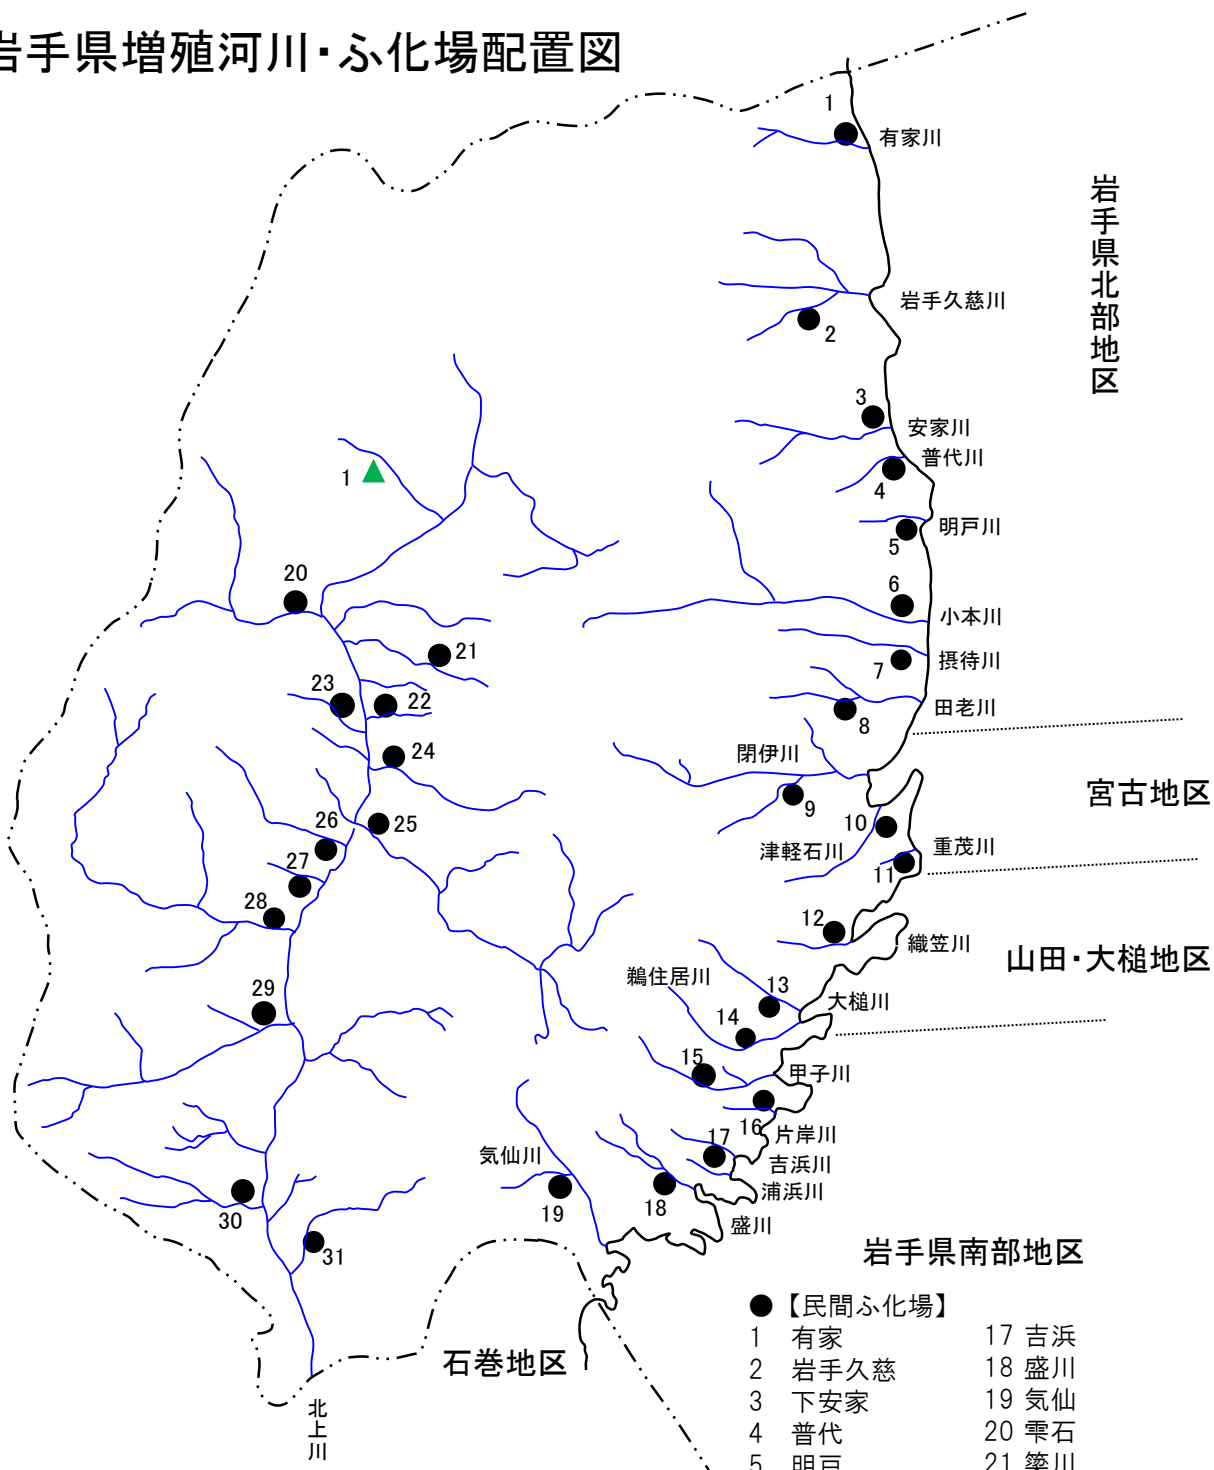 岩手県増殖河川・ふ化場配置図
1
有家川
岩手県北部地区
岩手久慈川
2
3
安家川
普代川
4
1
明戸川
5
20
6
小本川
21
摂待川
7
23
22
田老川
8
24
閉伊川
9
宮古地区
10
25
26
津軽石川
重茂川
11
27
28
12
織笠川
山田・大槌地区
鵜住居川
13
大槌川
29
14
15
甲子川
16
片岸川
17
気仙川
吉浜川
浦浜川
18
19
30
盛川
31
岩手県南部地区
石巻地区
北上川
●【民間ふ化場】
1 有家
2 岩手久慈
3 下安家
4 普代
5 明戸
17 吉浜
18 盛川
19 気仙
20 雫石
21 簗川